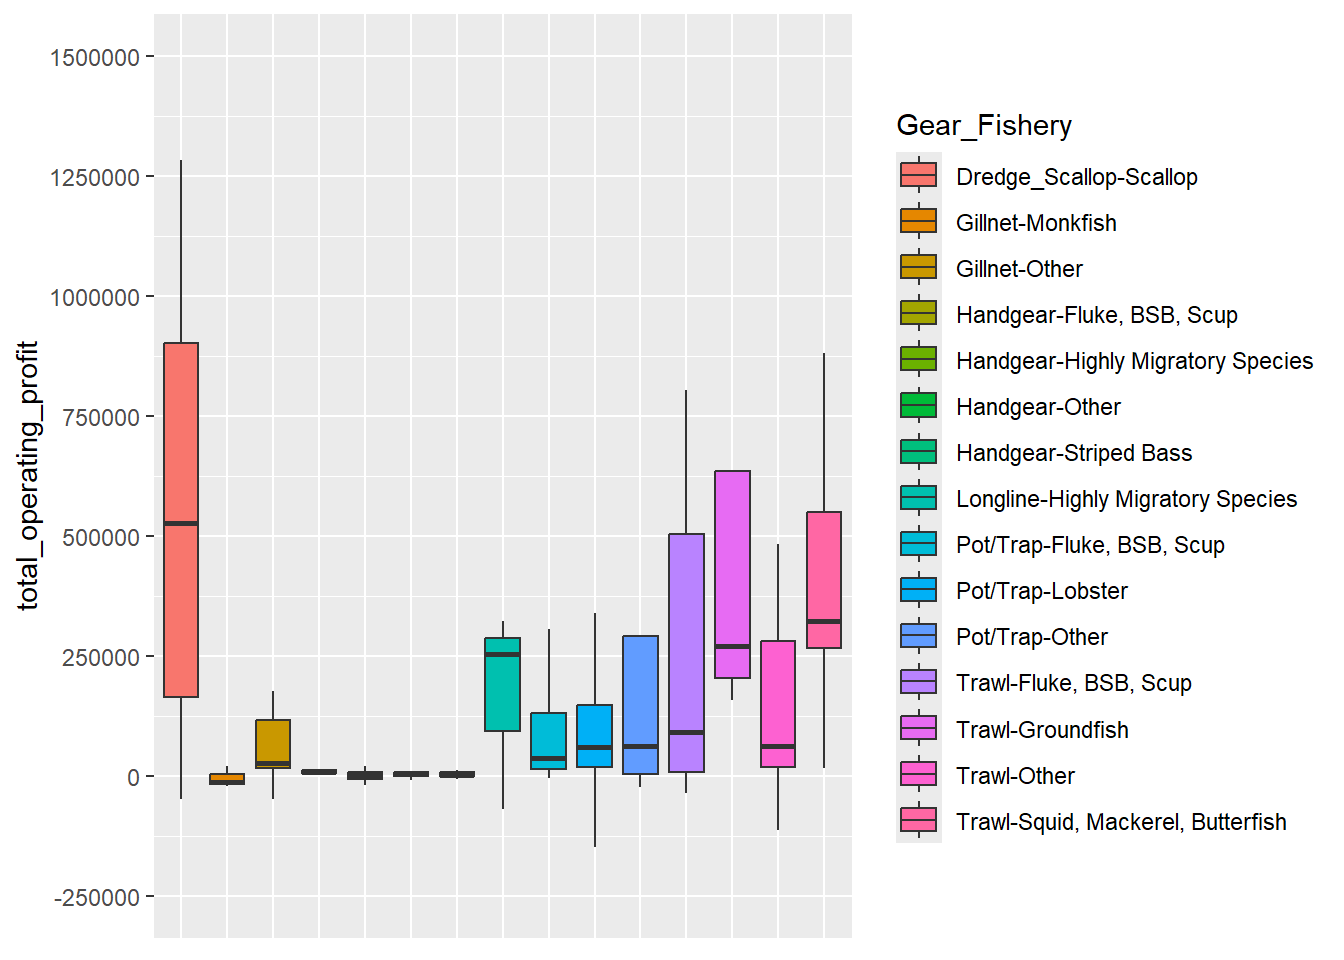 total_operating_profit
1500000
1250000
1000000
750000
500000
250000
0
-250000
Gear_Fishery
Dredge_Scallop-Scallop
Gillnet-Monkfish
Gillnet-Other
Handgear-Fluke, BSB, Scup
Handgear-Highly Migratory Species
Handgear-Other
Handgear-Striped Bass
Longline-Highly Migratory Species
Pot/Trap-Fluke, BSB, Scup
Pot/Trap-Lobster
Pot/Trap-Other
Trawl-Fluke, BSB, Scup
Trawl-Groundfish
Trawl-Other
Trawl-Squid, Mackerel, Butterfish